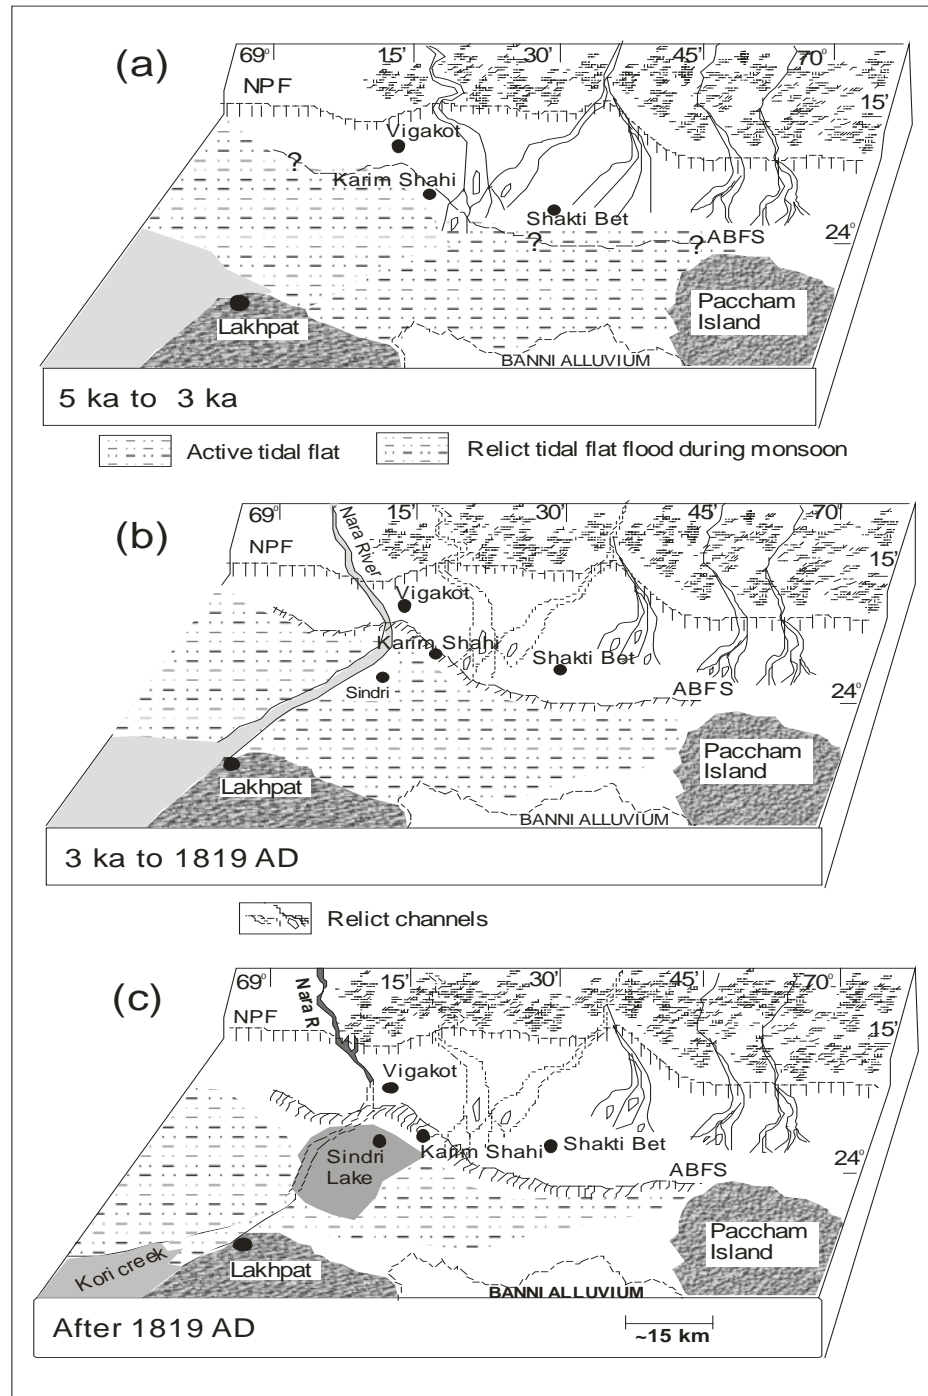 (a)
69° 15' 30' 45' 70°
NPF
15'
Vigakot
?
Karim Shahi
Shakti Bet
? ? ABFS
24°
Paccham
Island
Lakhpat
BANNI ALLUVIUM
5 ka to 3 ka
Active tidal flat
Relict tidal flat flood during monsoon
(b)
69° 15' 30' 45' 70°
Nara River
NPF
15'
Vigakot
Karim Shahi
Shakti Bet
Sindri
ABFS
24°
Paccham
Island
Lakhpat
BANNI ALLUVIUM
3 ka to 1819 AD
Relict channels
(c)
69° 15' 30' 45' 70°
Nara R.
NPF
15'
Vigakot
Shakti Bet
Karim Shahi
Sindri
Lake
ABFS
24°
Paccham
Island
Kori creek
Lakhpat
BANNI ALLUVIUM
After 1819 AD
~15 km